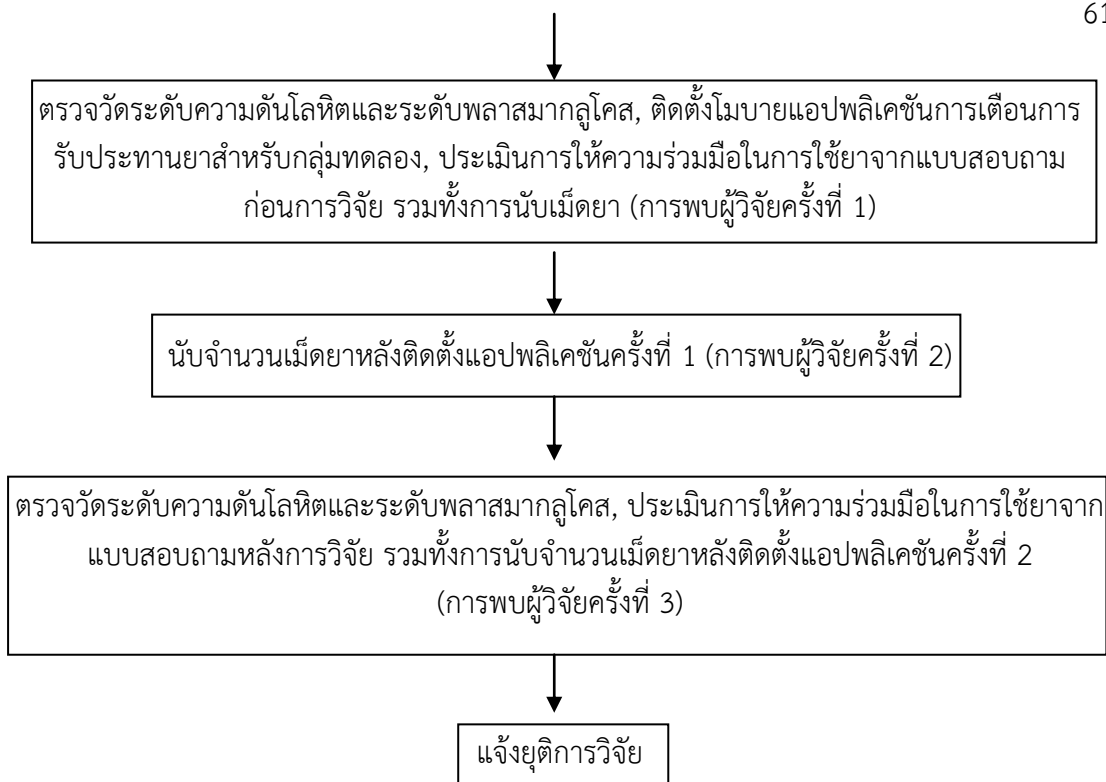 61
ตรวจวัดระดับความดันโลหิตและระดับพลาสมากลูโคส, ติดตั้งโมบายแอปพลิเคชันการเตือนการ
รับประทานยาสำหรับกลุ่มทดลอง, ประเมินการให้ความร่วมมือในการใช้ยาจากแบบสอบถาม
ก่อนการวิจัย รวมทั้งการนับเม็ดยา (การพบผู้วิจัยครั้งที่ 1)
นับจำนวนเม็ดยาหลังติดตั้งแอปพลิเคชันครั้งที่ 1 (การพบผู้วิจัยครั้งที่ 2)
ตรวจวัดระดับความดันโลหิตและระดับพลาสมากลูโคส, ประเมินการให้ความร่วมมือในการใช้ยาจาก
แบบสอบถามหลังการวิจัย รวมทั้งการนับจำนวนเม็ดยาหลังติดตั้งแอปพลิเคชันครั้งที่ 2
(การพบผู้วิจัยครั้งที่ 3)
แจ้งยุติการวิจัย